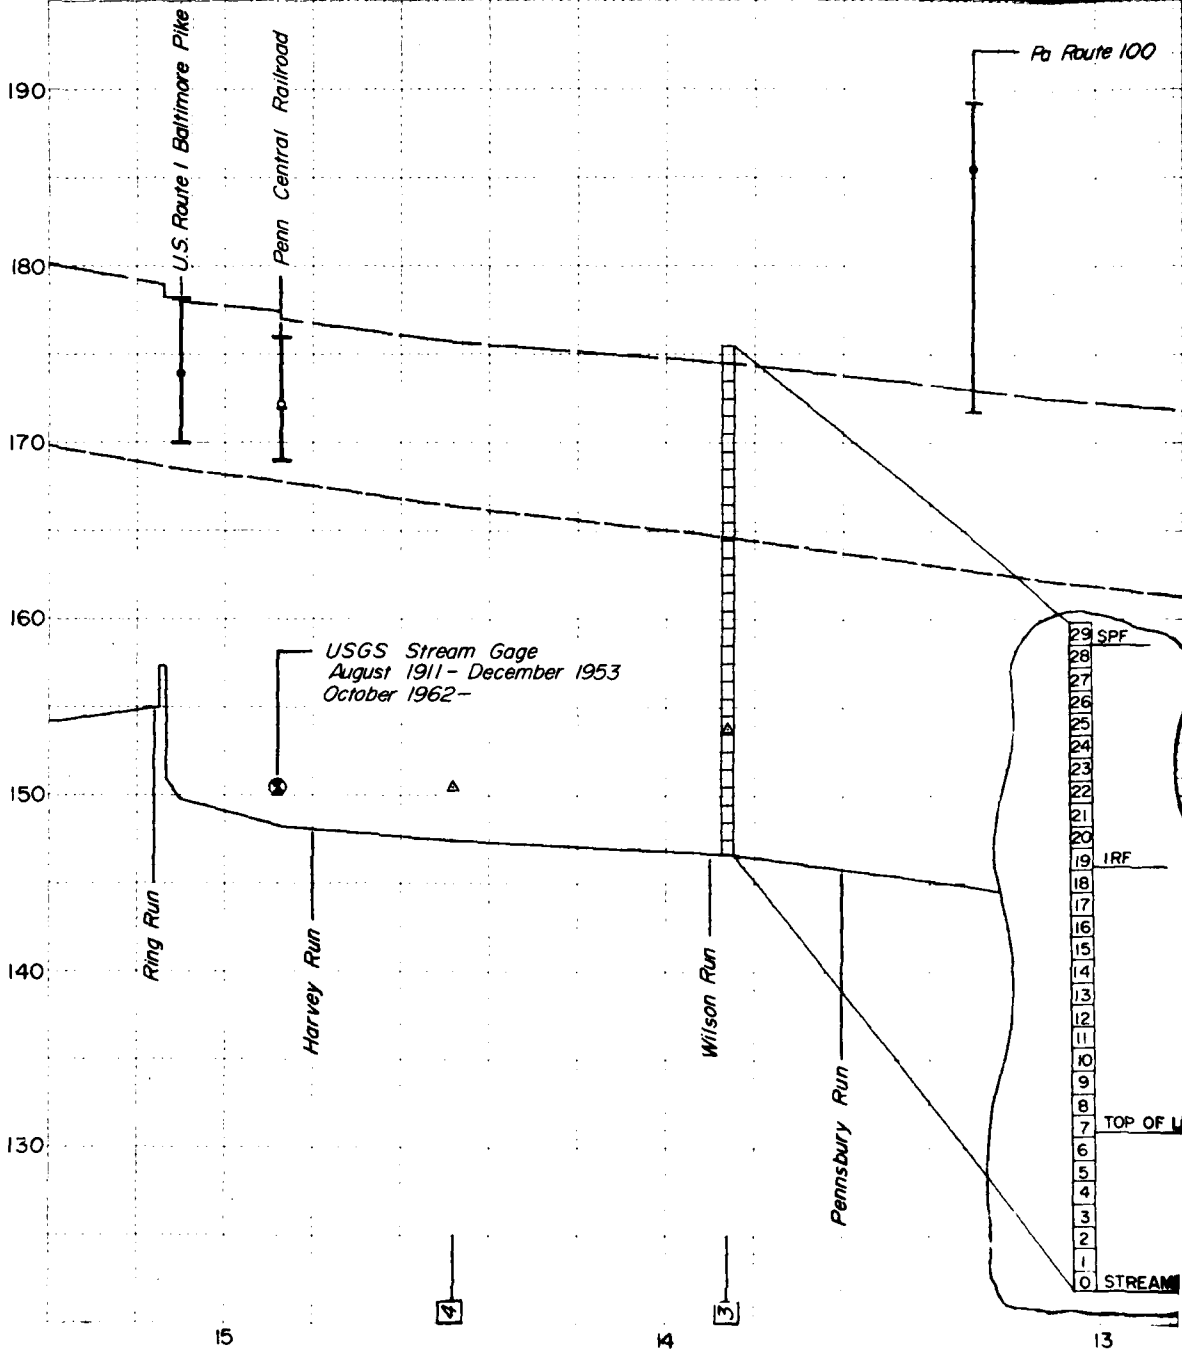 190
180
170
160
150
140
130
U.S. Route 1 Baltimore Pike
Penn Central Railroad
Pa Route 100
USGS Stream Gage
August 1911 - December 1953
October 1962 -
Ring Run
Harvey Run
Wilson Run
Pennsbury Run
29 SPF
28
27
26
25
24
23
22
21
20
19 IRF
18
17
16
15
14
13
12
11
10
9
8
7 TOP OF
6
5
4
3
2
1
0 STREAM
4
3
15
14
13